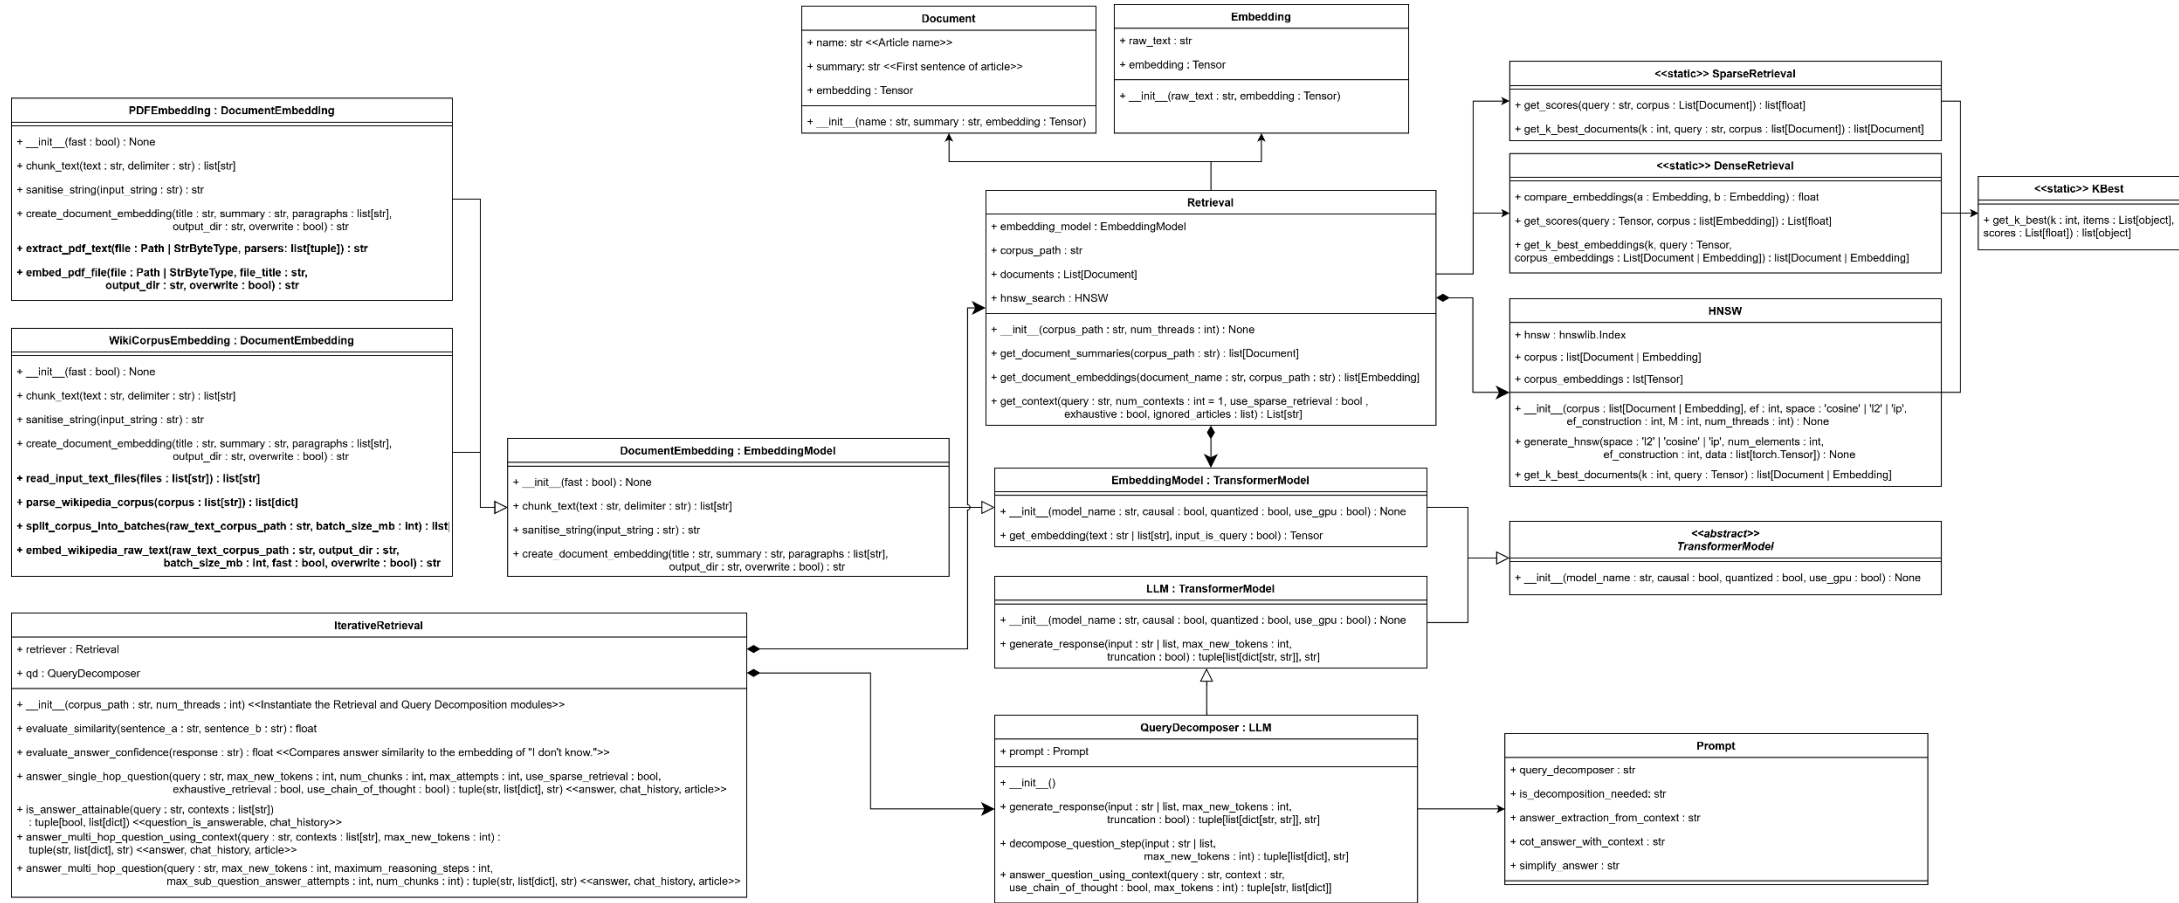 Document
+ name: str <<Article name>>
+ summary: str <<First sentence of article>>
+ embedding : Tensor
+ __init__(name : str, summary : str, embedding : Tensor)
Embedding
+ raw_text : str
+ embedding : Tensor
+ __init__(raw_text : str, embedding : Tensor)
<<static>> SparseRetrieval
+ get_scores(query : str, corpus : List[Document]) : list[float]
+ get_k_best_documents(k : int, query : str, corpus : list[Document]) : list[Document]
PDFEmbedding : DocumentEmbedding
+ __init__(fast : bool) : None
+ chunk_text(text : str, delimiter : str) : list[str]
+ sanitise_string(input_string : str) : str
+ create_document_embedding(title : str, summary : str, paragraphs : list[str],
output_dir : str, overwrite : bool) : str
+ extract_pdf_text(file : Path | StrByteType, parsers: list[tuple]) : str
+ embed_pdf_file(file : Path | StrByteType, file_title : str,
output_dir : str, overwrite : bool) : str
<<static>> DenseRetrieval
+ compare_embeddings(a : Embedding, b : Embedding) : float
+ get_scores(query : Tensor, corpus : list[Embedding]) : List[float]
+ get_k_best_embeddings(k, query : Tensor,
corpus_embeddings : List[Document | Embedding]) : list[Document | Embedding]
<<static>> KBest
+ get_k_best(k : int, items : List[object],
scores : List[float]) : list[object]
Retrieval
+ embedding_model : EmbeddingModel
+ corpus_path : str
+ documents : List[Document]
+ hnsw_search : HNSW
+ __init__(corpus_path : str, num_threads : int) : None
+ get_document_summaries(corpus_path : str) : list[Document]
+ get_document_embeddings(document_name : str, corpus_path : str) : list[Embedding]
+ get_context(query : str, num_contexts : int = 1, use_sparse_retrieval : bool ,
exhaustive : bool, ignored_articles : list) : List[str]
HNSW
+ hnsw : hnswlib.Index
+ corpus : list[Document | Embedding]
+ corpus_embeddings : lst[Tensor]
+ __init__(corpus : list[Document | Embedding], ef : int, space : 'cosine' | 'l2' | 'ip',
ef_construction : int, M : int, num_threads : int) : None
+ generate_hnsw(space : 'l2' | 'cosine' | 'ip', num_elements : int,
ef_construction : int, data : list[torch.Tensor]) : None
+ get_k_best_documents(k : int, query : Tensor) : list[Document | Embedding]
WikiCorpusEmbedding : DocumentEmbedding
+ __init__(fast : bool) : None
+ chunk_text(text : str, delimiter : str) : list[str]
+ sanitise_string(input_string : str) : str
+ create_document_embedding(title : str, summary : str, paragraphs : list[str],
output_dir : str, overwrite : bool) : str
+ read_input_text_files(files : list[str]) : list[str]
+ parse_wikipedia_corpus(corpus : list[str]) : list[dict]
+ split_corpus_into_batches(raw_text_corpus_path : str, batch_size_mb : int) : list
+ embed_wikipedia_raw_text(raw_text_corpus_path : str, output_dir : str,
batch_size_mb : int, fast : bool, overwrite : bool) : str
DocumentEmbedding : EmbeddingModel
+ __init__(fast : bool) : None
+ chunk_text(text : str, delimiter : str) : list[str]
+ sanitise_string(input_string : str) : str
+ create_document_embedding(title : str, summary : str, paragraphs : list[str],
output_dir : str, overwrite : bool) : str
EmbeddingModel : TransformerModel
+ __init__(model_name : str, causal : bool, quantized : bool, use_gpu : bool) : None
+ get_embedding(text : str | list[str], input_is_query : bool) : Tensor
<<abstract>>
TransformerModel
+ __init__(model_name : str, causal : bool, quantized : bool, use_gpu : bool) : None
LLM : TransformerModel
+ __init__(model_name : str, causal : bool, quantized : bool, use_gpu : bool) : None
+ generate_response(input : str | list, max_new_tokens : int,
truncation : bool) : tuple[list[dict[str, str]], str]
IterativeRetrieval
+ retriever : Retrieval
+ qd : QueryDecomposer
+ __init__(corpus_path : str, num_threads : int) <<Instantiate the Retrieval and Query Decomposition modules>>
+ evaluate_similarity(sentence_a : str, sentence_b : str) : float
+ evaluate_answer_confidence(response : str) : float <<Compares answer similarity to the embedding of "I don't know.">>
+ answer_single_hop_question(query : str, max_new_tokens : int, num_chunks : int, max_attempts : int, use_sparse_retrieval : bool,
exhaustive_retrieval : bool, use_chain_of_thought : bool) : tuple(str, list[dict], str) <<answer, chat_history, article>>
+ is_answer_attainable(query : str, contexts : list[str])
: tuple[bool, list[dict]) <<question_is_answerable, chat_history>>
+ answer_multi_hop_question_using_context(query : str, contexts : list[str], max_new_tokens : int) :
tuple(str, list[dict], str) <<answer, chat_history, article>>
+ answer_multi_hop_question(query : str, max_new_tokens : int, maximum_reasoning_steps : int,
max_sub_question_answer_attempts : int, num_chunks : int) : tuple(str, list[dict], str) <<answer, chat_history, article>>
QueryDecomposer : LLM
+ prompt : Prompt
+ __init__()
+ generate_response(input : str | list, max_new_tokens : int,
truncation : bool) : tuple[list[dict[str, str]], str]
+ decompose_question_step(input : str | list,
max_new_tokens : int) : tuple[list[dict], str]
+ answer_question_using_context(query : str, context : str,
use_chain_of_thought : bool, max_tokens : int) : tuple[str, list[dict]]
Prompt
+ query_decomposer : str
+ is_decomposition_needed: str
+ answer_extraction_from_context : str
+ cot_answer_with_context : str
+ simplify_answer : str